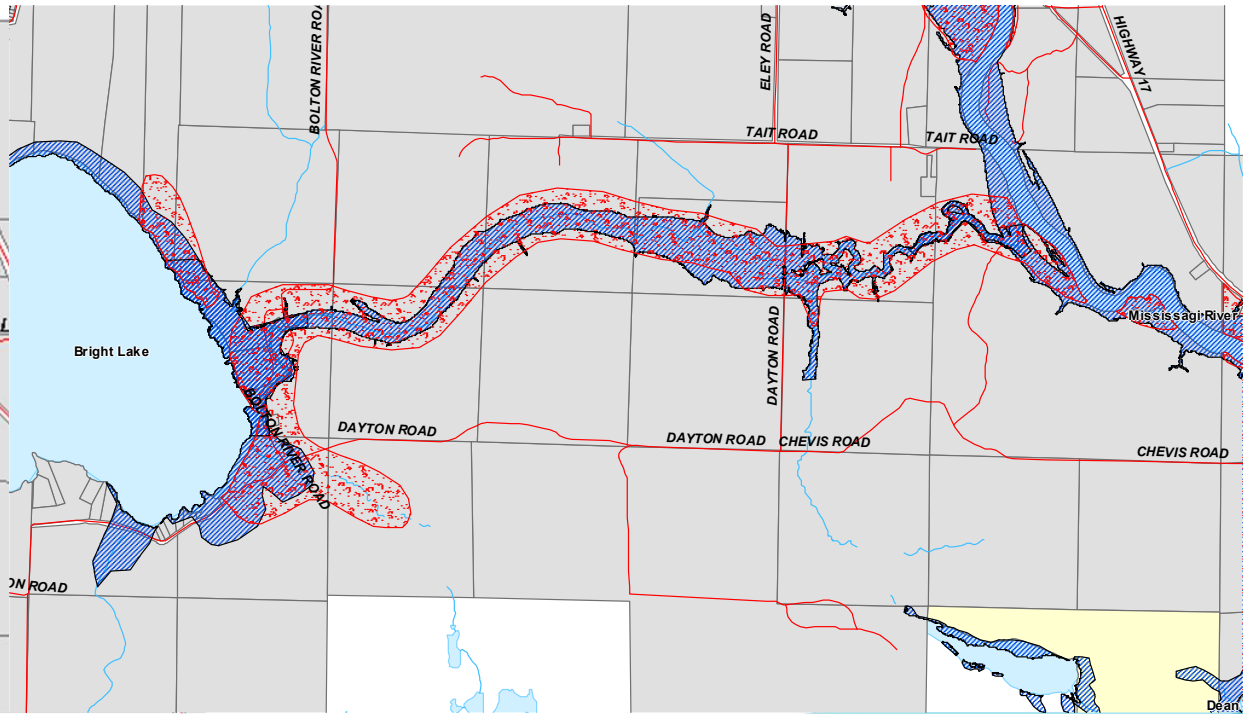 BOLTON RIVER ROA
ELEY ROAD
HIGHWAY 17
TAIT ROAD
TAIT ROAD
Mississagi River
Bright Lake
DAYTON ROAD
BOLTON RIVER ROAD
DAYTON ROAD
DAYTON ROAD
CHEVIS ROAD
CHEVIS ROAD
ON ROAD
Dean